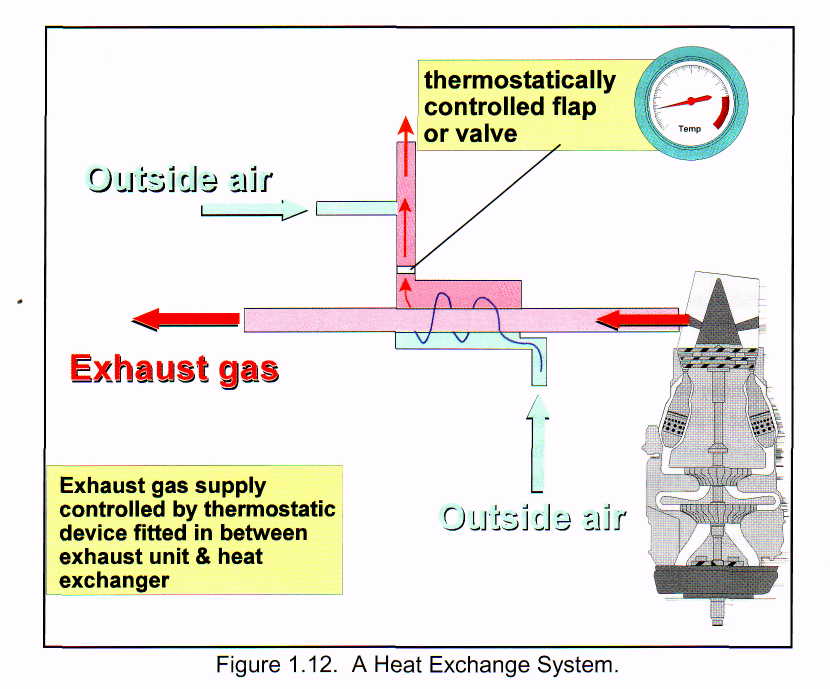 thermostatically
controlled flap
or valve
Temp
Outside air
Exhaust gas
Outside air
Exhaust gas supply
controlled by thermostatic
device fitted in between
exhaust unit & heat
exchanger
Figure 1.12. A Heat Exchange System.